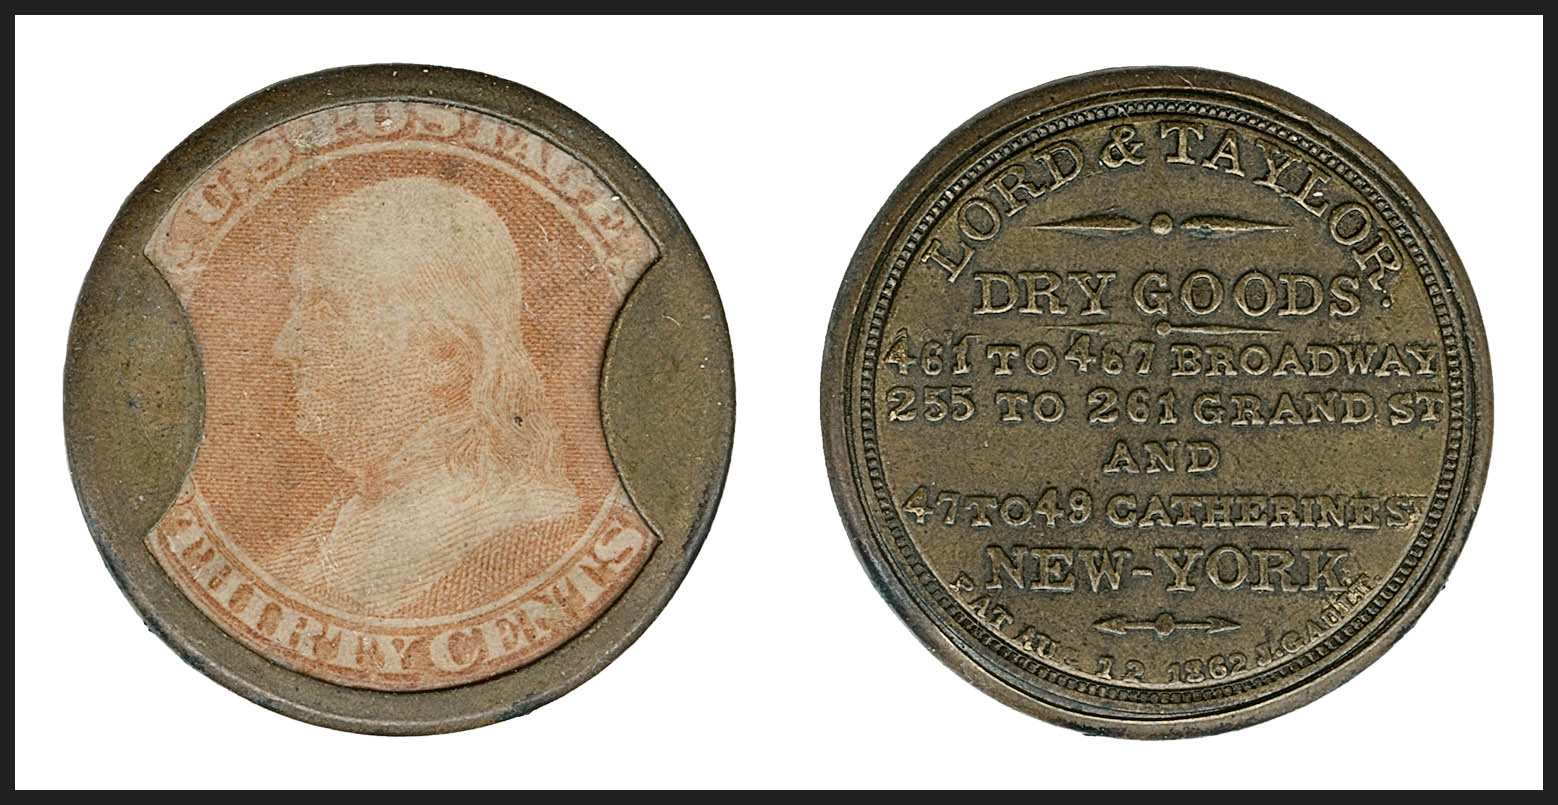 U.S. POSTAGE
THIRTY CENTS
LORD & TAYLOR.
DRY GOODS
461 TO 467 BROADWAY
255 TO 261 GRAND ST
AND
47 TO 49 CATHERINE ST
NEW-YORK
PAT AUG. 12 1862 J. GAULT.